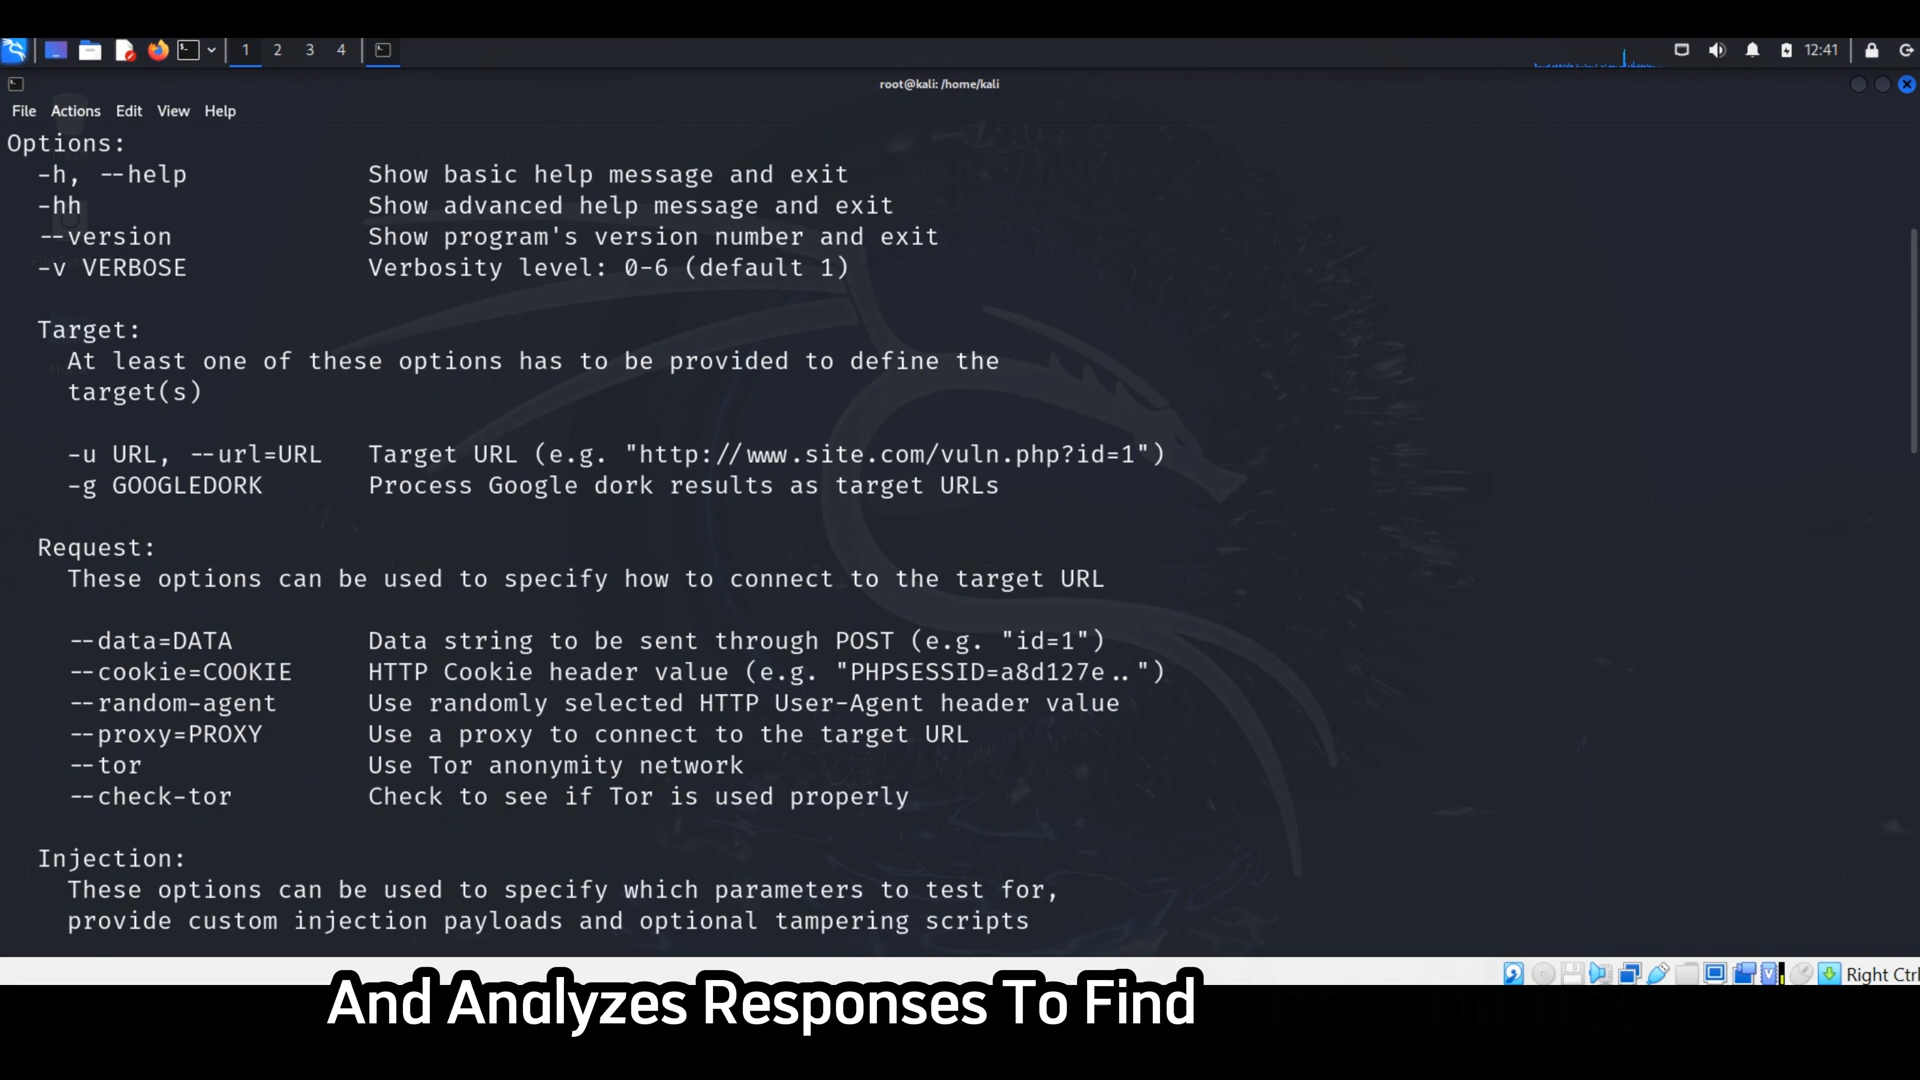 1 2 3 4
12:41
root@kali: /home/kali
File Actions Edit View Help
Options:
-h, --help Show basic help message and exit
-hh Show advanced help message and exit
--version Show program's version number and exit
-v VERBOSE Verbosity level: 0-6 (default 1)
Target:
At least one of these options has to be provided to define the
target(s)
-u URL, --url=URL Target URL (e.g. "http://www.site.com/vuln.php?id=1")
-g GOOGLEDORK Process Google dork results as target URLs
Request:
These options can be used to specify how to connect to the target URL
--data=DATA Data string to be sent through POST (e.g. "id=1")
--cookie=COOKIE HTTP Cookie header value (e.g. "PHPSESSID=a8d127e..")
--random-agent Use randomly selected HTTP User-Agent header value
--proxy=PROXY Use a proxy to connect to the target URL
--tor Use Tor anonymity network
--check-tor Check to see if Tor is used properly
Injection:
These options can be used to specify which parameters to test for,
provide custom injection payloads and optional tampering scripts
Right Ctrl
And Analyzes Responses To Find